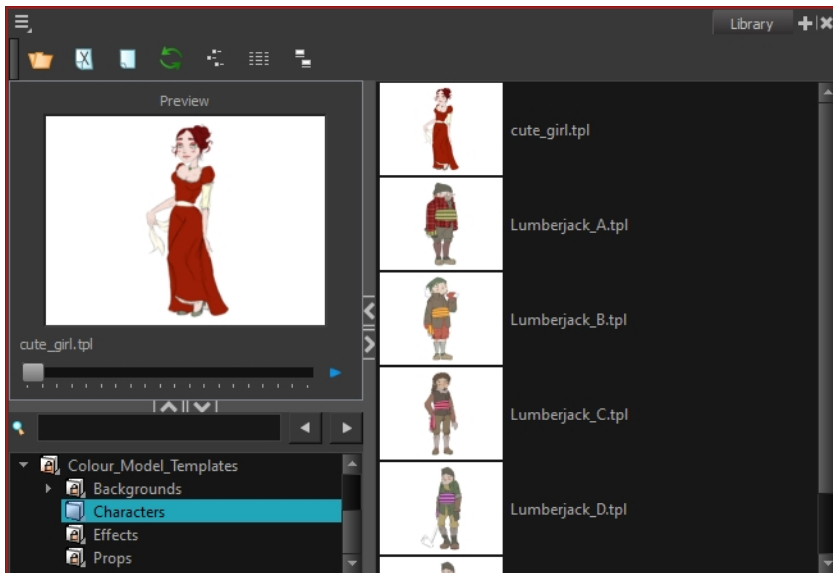 Library
Preview
cute_girl.tpl
Colour_Model_Templates
Backgrounds
Characters
Effects
Props
cute_girl.tpl
Lumberjack_A.tpl
Lumberjack_B.tpl
Lumberjack_C.tpl
Lumberjack_D.tpl